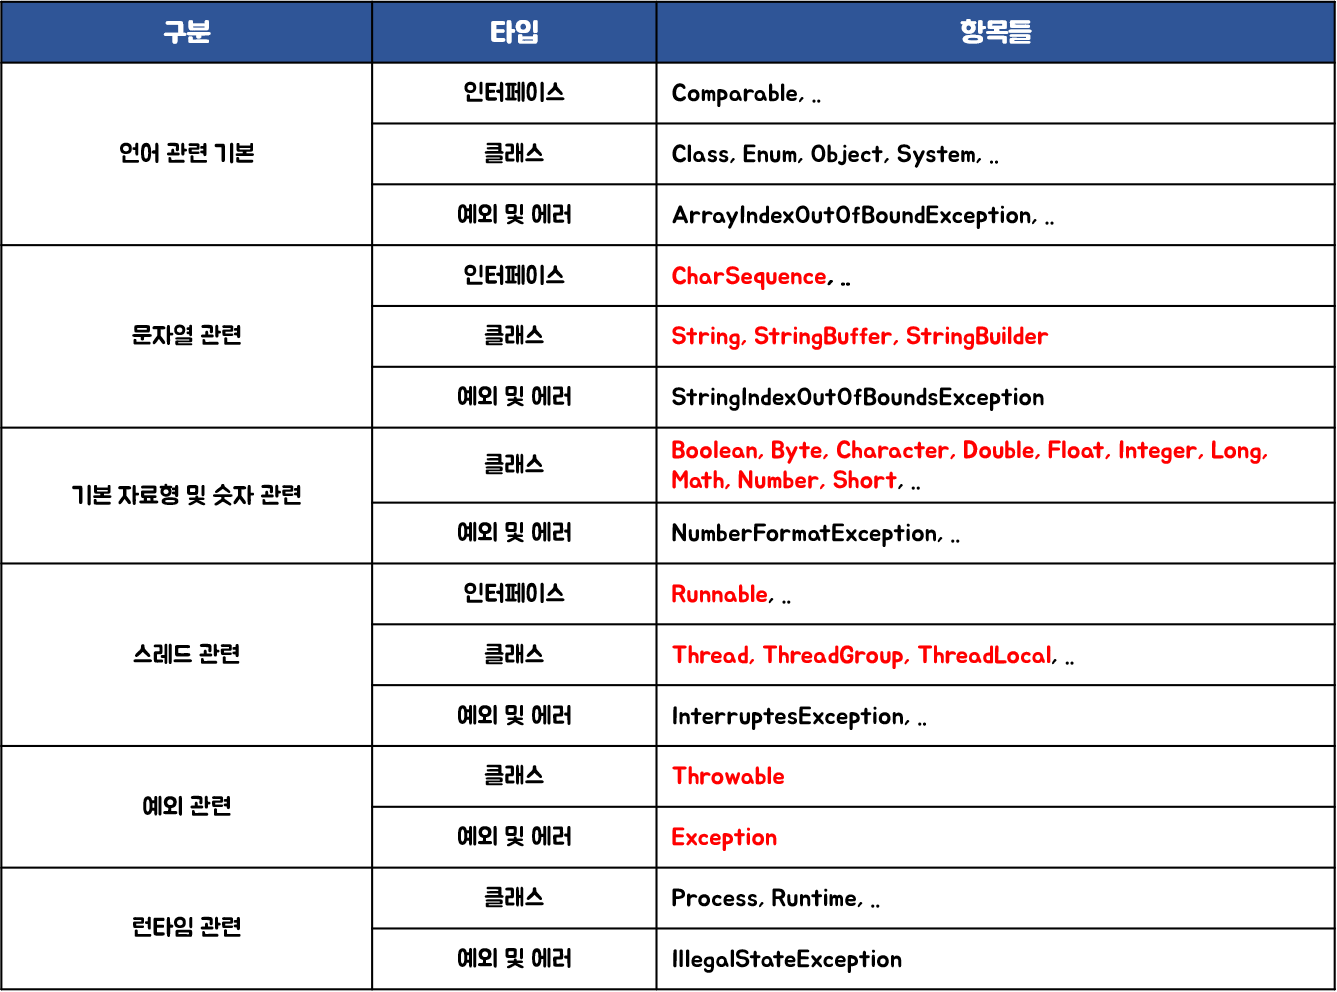 구분 타입 항목들
언어 관련 기본
인터페이스 Comparable, ..
클래스 Class, Enum, Object, System, ..
예외 및 에러 ArrayIndexOutOfBoundException, ..
문자열 관련
인터페이스 CharSequence, ..
클래스 String, StringBuffer, StringBuilder
예외 및 에러 StringIndexOutOfBoundsException
기본 자료형 및 숫자 관련
클래스 Boolean, Byte, Character, Double, Float, Integer, Long,
Math, Number, Short, ..
예외 및 에러 NumberFormatException, ..
스레드 관련
인터페이스 Runnable, ..
클래스 Thread, ThreadGroup, ThreadLocal, ..
예외 및 에러 InterruptesException, ..
예외 관련
클래스 Throwable
예외 및 에러 Exception
런타임 관련
클래스 Process, Runtime, ..
예외 및 에러 IllegalStateException